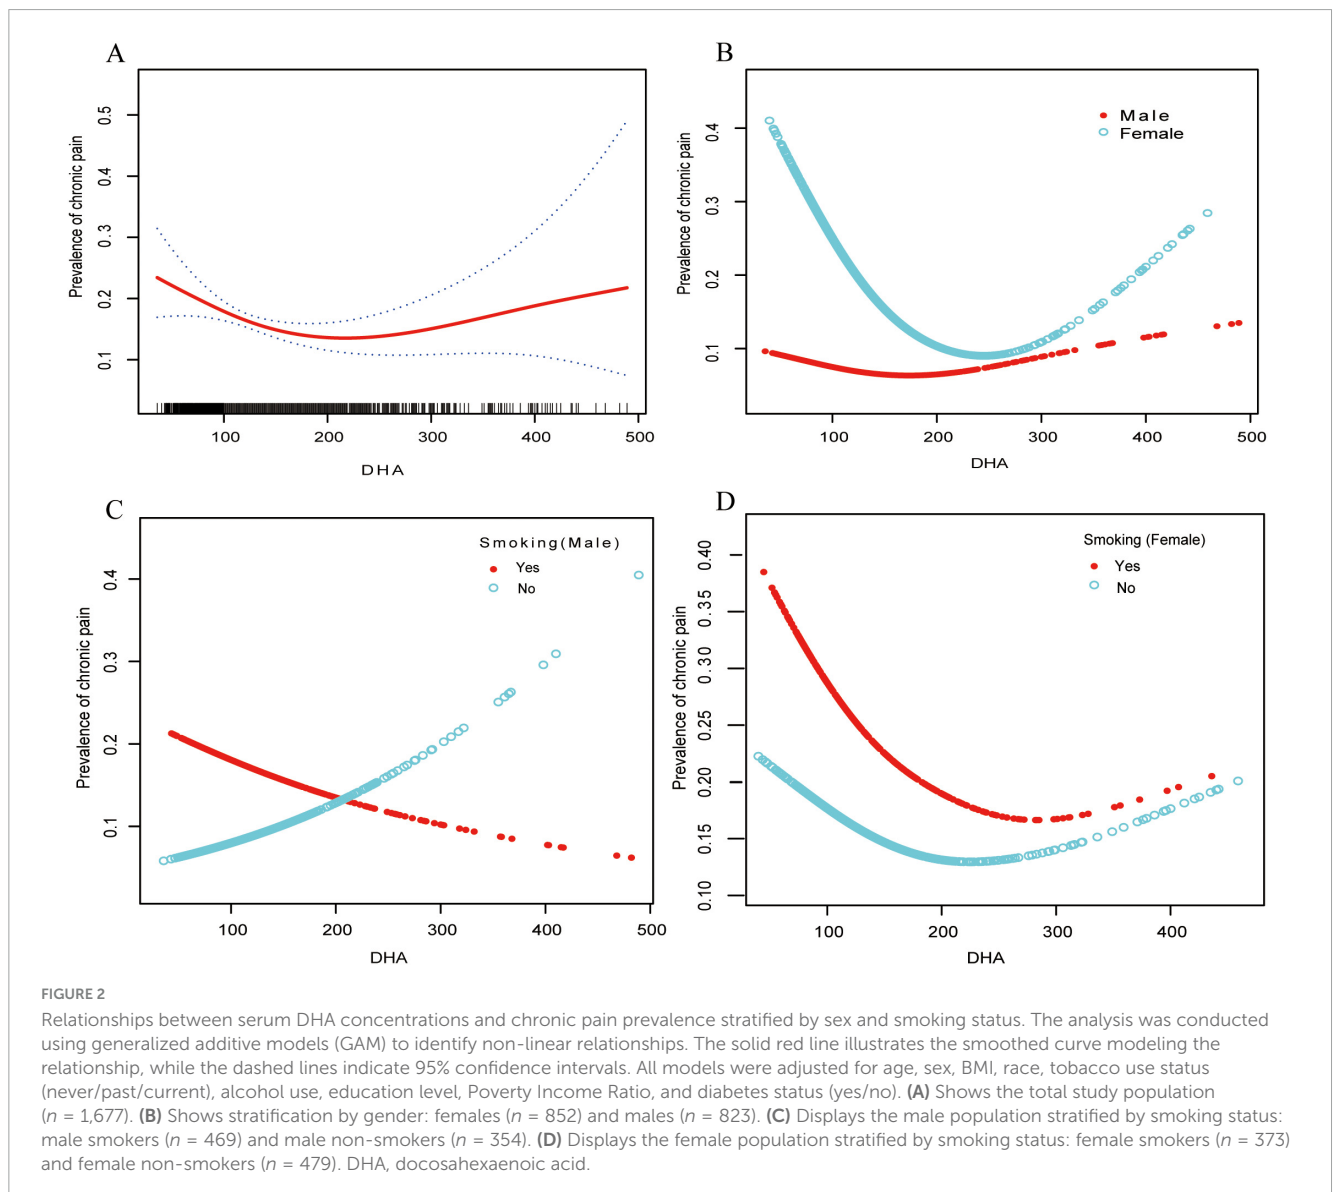 A
Prevalence of chronic pain
0.5
0.4
0.3
0.2
0.1
100 200 300 400 500
DHA
B
Prevalence of chronic pain
0.4
0.3
0.2
0.1
Male
Female
100 200 300 400 500
DHA
C
Prevalence of chronic pain
0.4
0.3
0.2
0.1
Smoking(Male)
Yes
No
100 200 300 400 500
DHA
D
Prevalence of chronic pain
0.40
0.35
0.30
0.25
0.20
0.15
0.10
Smoking (Female)
Yes
No
100 200 300 400
DHA
FIGURE 2
Relationships between serum DHA concentrations and chronic pain prevalence stratified by sex and smoking status. The analysis was conducted
using generalized additive models (GAM) to identify non-linear relationships. The solid red line illustrates the smoothed curve modeling the
relationship, while the dashed lines indicate 95% confidence intervals. All models were adjusted for age, sex, BMI, race, tobacco use status
(never/past/current), alcohol use, education level, Poverty Income Ratio, and diabetes status (yes/no). (A) Shows the total study population
(n = 1,677). (B) Shows stratification by gender: females (n = 852) and males (n = 823). (C) Displays the male population stratified by smoking status:
male smokers (n = 469) and male non-smokers (n = 354). (D) Displays the female population stratified by smoking status: female smokers (n = 373)
and female non-smokers (n = 479). DHA, docosahexaenoic acid.